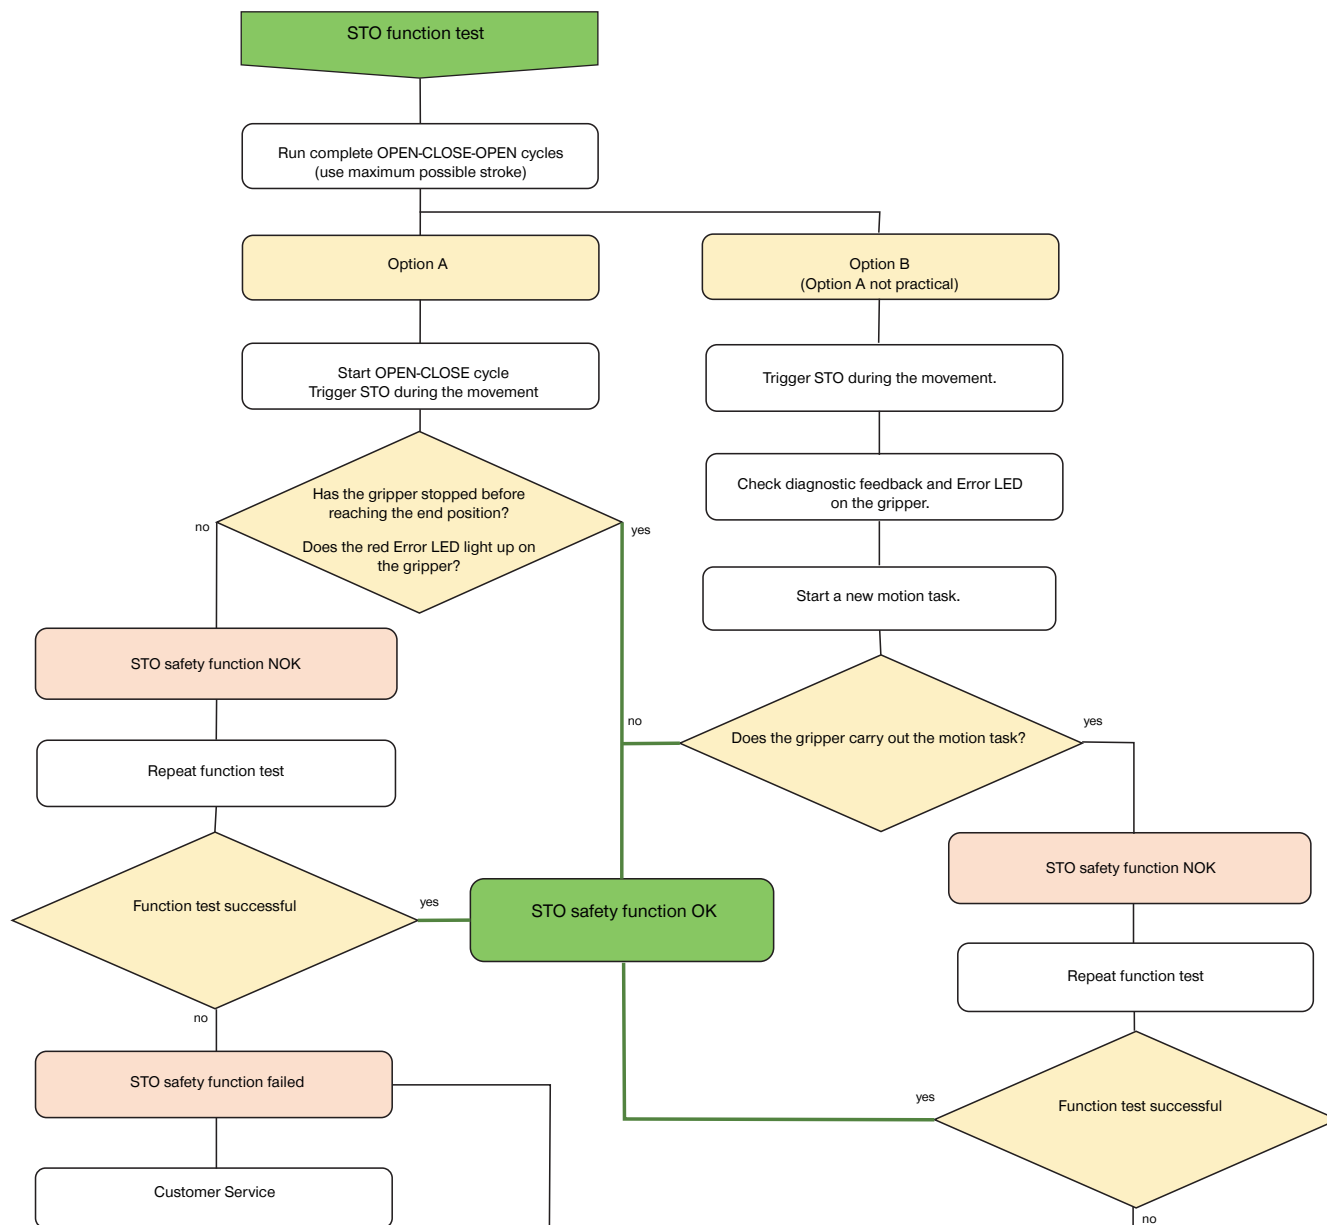 STO function test
Run complete OPEN-CLOSE-OPEN cycles
(use maximum possible stroke)
Option A
Option B
(Option A not practical)
Start OPEN-CLOSE cycle
Trigger STO during the movement
Trigger STO during the movement.
Check diagnostic feedback and Error LED
on the gripper.
Has the gripper stopped before
reaching the end position?
Does the red Error LED light up on
the gripper?
no
yes
Start a new motion task.
STO safety function NOK
no
Does the gripper carry out the motion task?
yes
Repeat function test
STO safety function NOK
Function test successful
yes
STO safety function OK
Repeat function test
no
STO safety function failed
yes
Function test successful
Customer Service
no